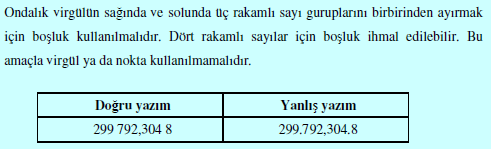 Ondalık virgülün sağında ve solunda üç rakamlı sayı guruplarını birbirinden ayırmak
için boşluk kullanılmalıdır. Dört rakamlı sayılar için boşluk ihmal edilebilir. Bu
amaçla virgül ya da nokta kullanılmamalıdır.
Doğru yazım Yanlış yazım
299 792,304 8 299.792,304.8